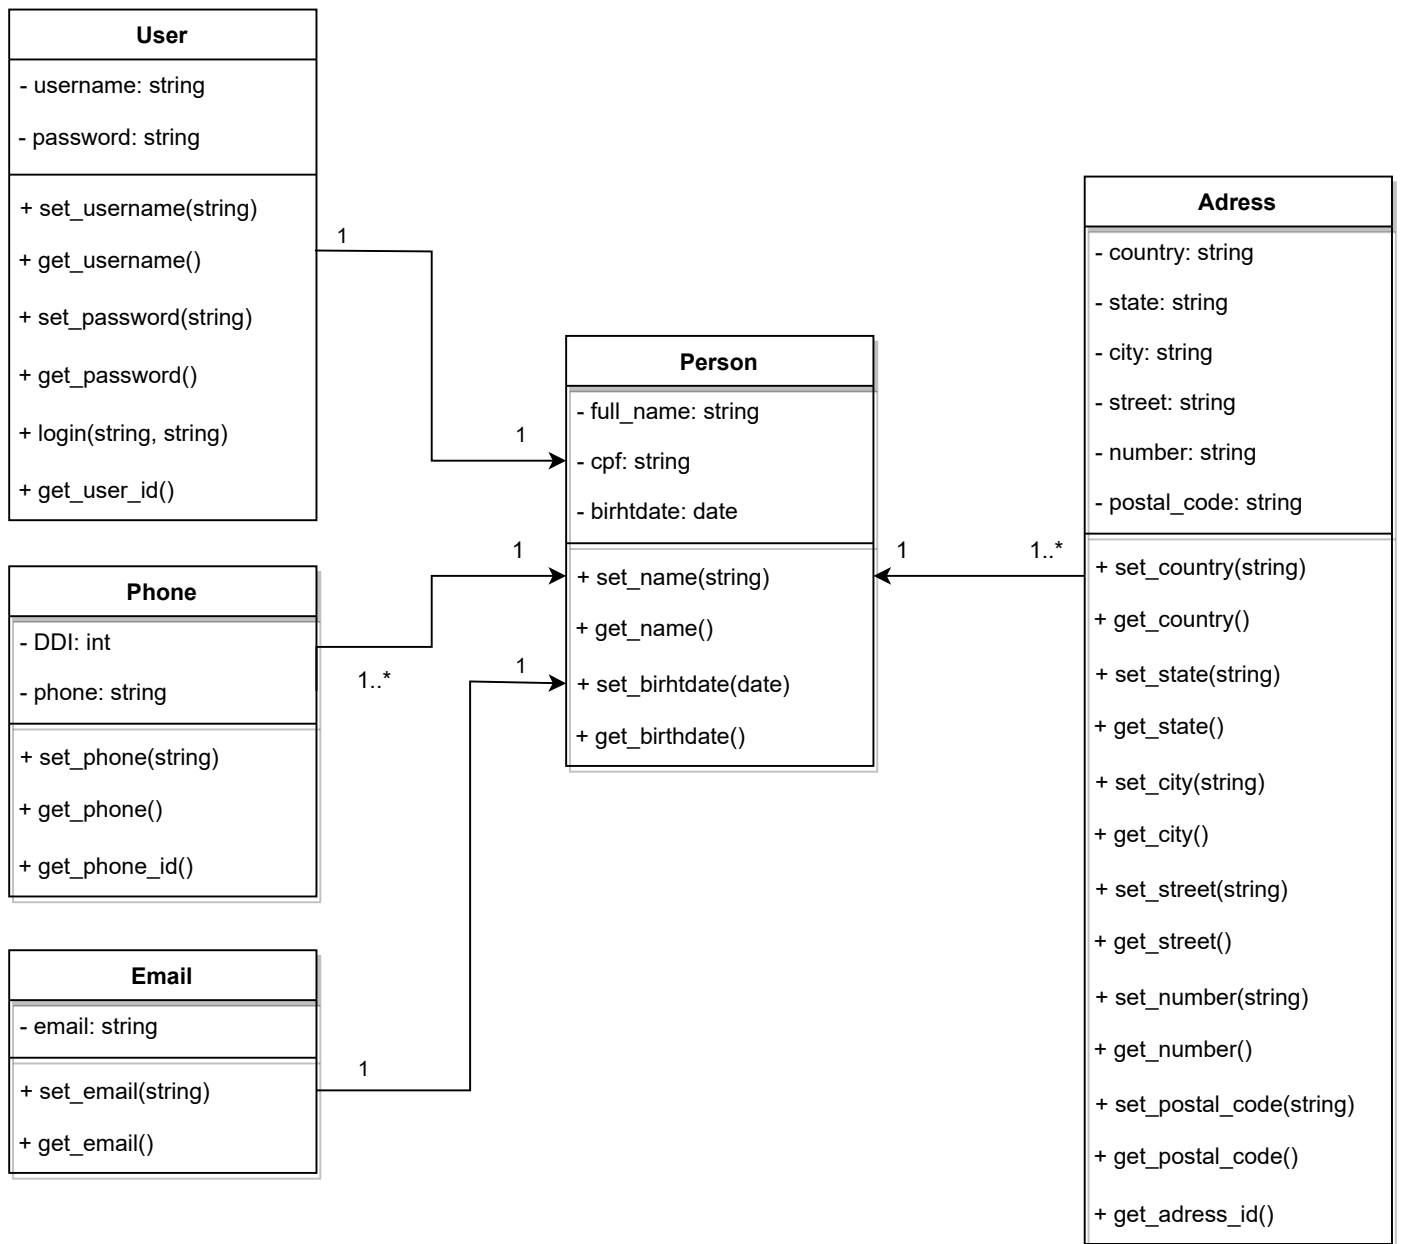 User
- username: string
- password: string
+ set_username(string)
+ get_username()
+ set_password(string)
+ get_password()
+ login(string, string)
+ get_user_id()
1
1
Phone
- DDI: int
- phone: string
+ set_phone(string)
+ get_phone()
+ get_phone_id()
1..*
1
Email
- email: string
+ set_email(string)
+ get_email()
1
1
Person
- full_name: string
- cpf: string
- birhtdate: date
+ set_name(string)
+ get_name()
+ set_birhtdate(date)
+ get_birthdate()
1
1..*
Adress
- country: string
- state: string
- city: string
- street: string
- number: string
- postal_code: string
+ set_country(string)
+ get_country()
+ set_state(string)
+ get_state()
+ set_city(string)
+ get_city()
+ set_street(string)
+ get_street()
+ set_number(string)
+ get_number()
+ set_postal_code(string)
+ get_postal_code()
+ get_adress_id()